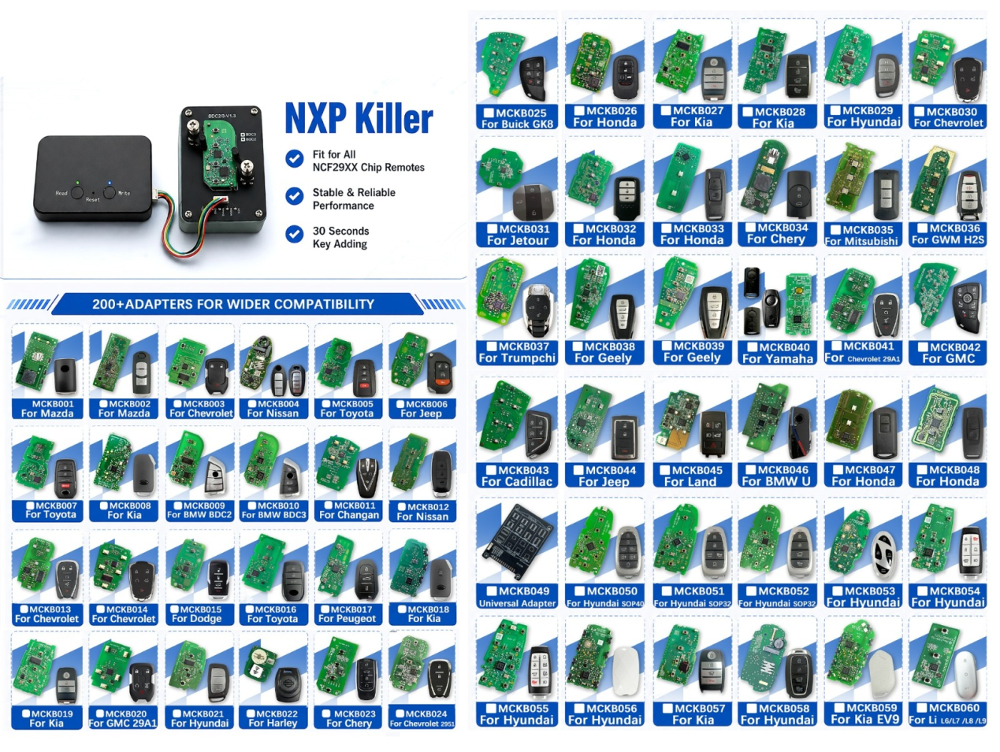 NXP Killer
Fit for All
NCF29XX Chip Remotes
Stable & Reliable
Performance
30 Seconds
Key Adding
BDC2/3-V1.3
BDC3
BDC2
Read
Write
Reset
200+ADAPTERS FOR WIDER COMPATIBILITY
MCKB001
For Mazda
MCKB002
For Mazda
MCKB003
For Chevrolet
MCKB004
For Nissan
MCKB005
For Toyota
MCKB006
For Jeep
MCKB007
For Toyota
MCKB008
For Kia
MCKB009
For BMW BDC2
MCKB010
For BMW BDC3
MCKB011
For Changan
MCKB012
For Nissan
MCKB013
For Chevrolet
MCKB014
For Chevrolet
MCKB015
For Dodge
MCKB016
For Toyota
MCKB017
For Peugeot
MCKB018
For Kia
MCKB019
For Kia
MCKB020
For GMC 29A1
MCKB021
For Hyundai
MCKB022
For Harley
MCKB023
For Chery
MCKB024
For Chevrolet 2951
MCKB025
For Buick GK8
MCKB026
For Honda
MCKB027
For Kia
MCKB028
For Kia
MCKB029
For Hyundai
MCKB030
For Chevrolet
MCKB031
For Jetour
MCKB032
For Honda
MCKB033
For Honda
MCKB034
For Chery
MCKB035
For Mitsubishi
MCKB036
For GWM H2S
MCKB037
For Trumpchi
MCKB038
For Geely
MCKB039
For Geely
MCKB040
For Yamaha
MCKB041
For Chevrolet 29A1
MCKB042
For GMC
MCKB043
For Cadillac
MCKB044
For Jeep
MCKB045
For Land
MCKB046
For BMW U
MCKB047
For Honda
MCKB048
For Honda
MCKB049
Universal Adapter
MCKB050
For Hyundai SOP40
MCKB051
For Hyundai SOP32
MCKB052
For Hyundai SOP32
MCKB053
For Hyundai
MCKB054
For Hyundai
MCKB055
For Hyundai
MCKB056
For Hyundai
MCKB057
For Kia
MCKB058
For Hyundai
MCKB059
For Kia EV9
MCKB060
For Li L6/L7 /L8 /L9